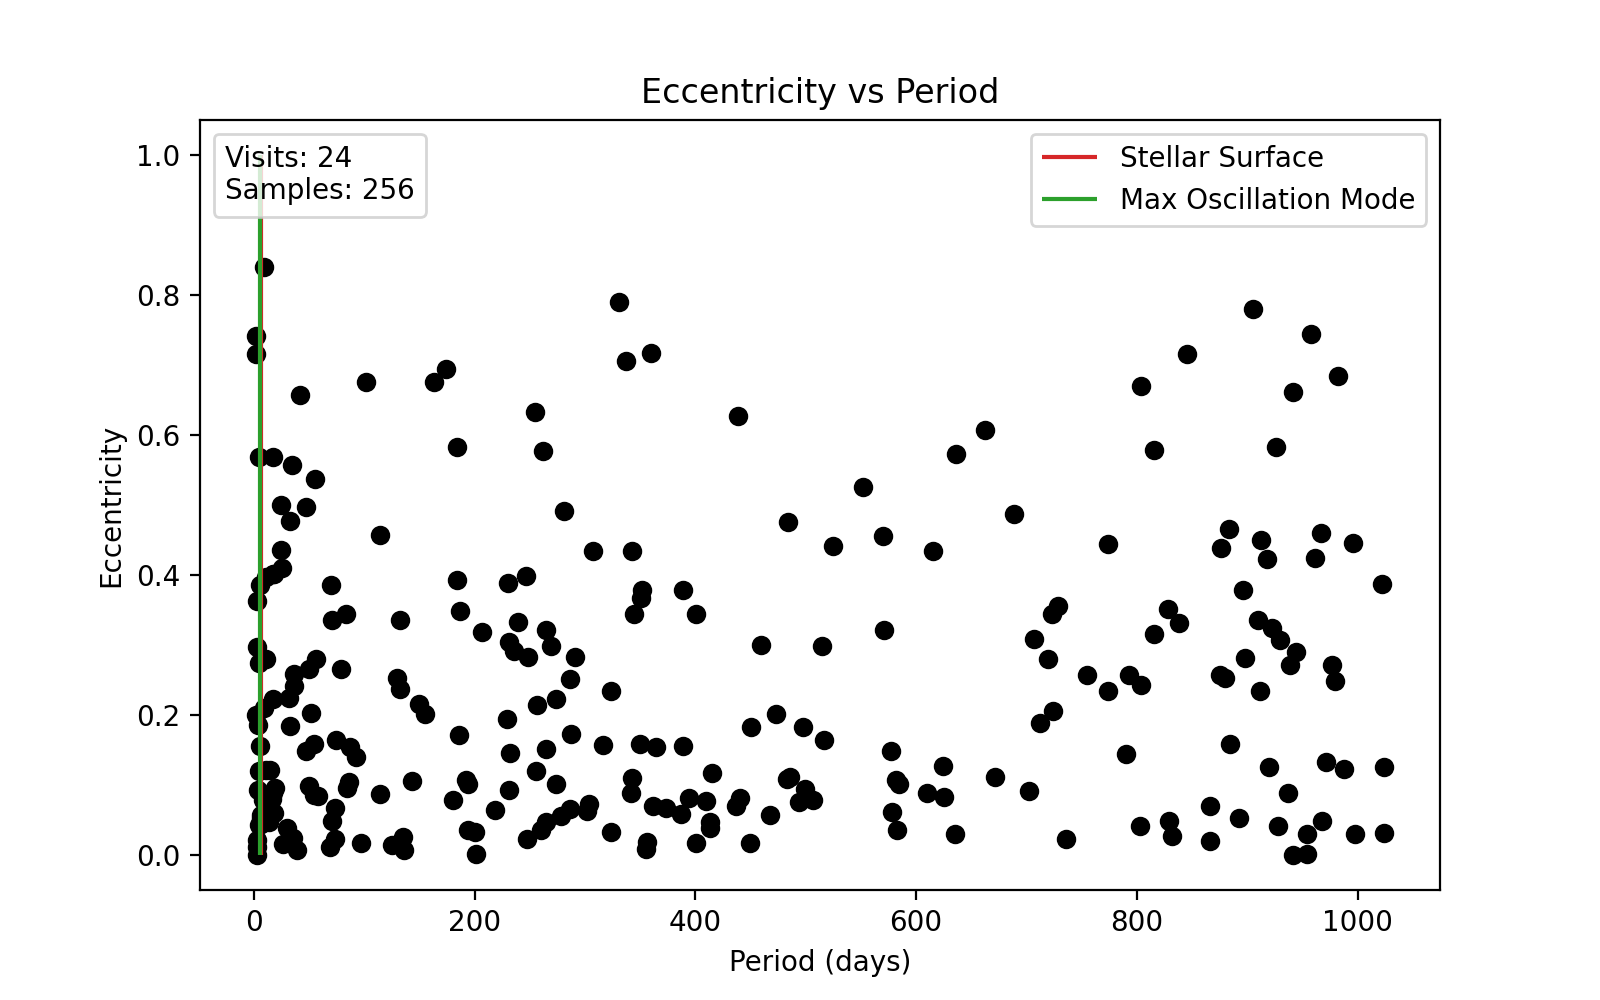 Eccentricity vs Period
Visits: 24
Samples: 256
Stellar Surface
Max Oscillation Mode
Eccentricity
1.0
0.8
0.6
0.4
0.2
0.0
0
200
400
600
800
1000
Period (days)